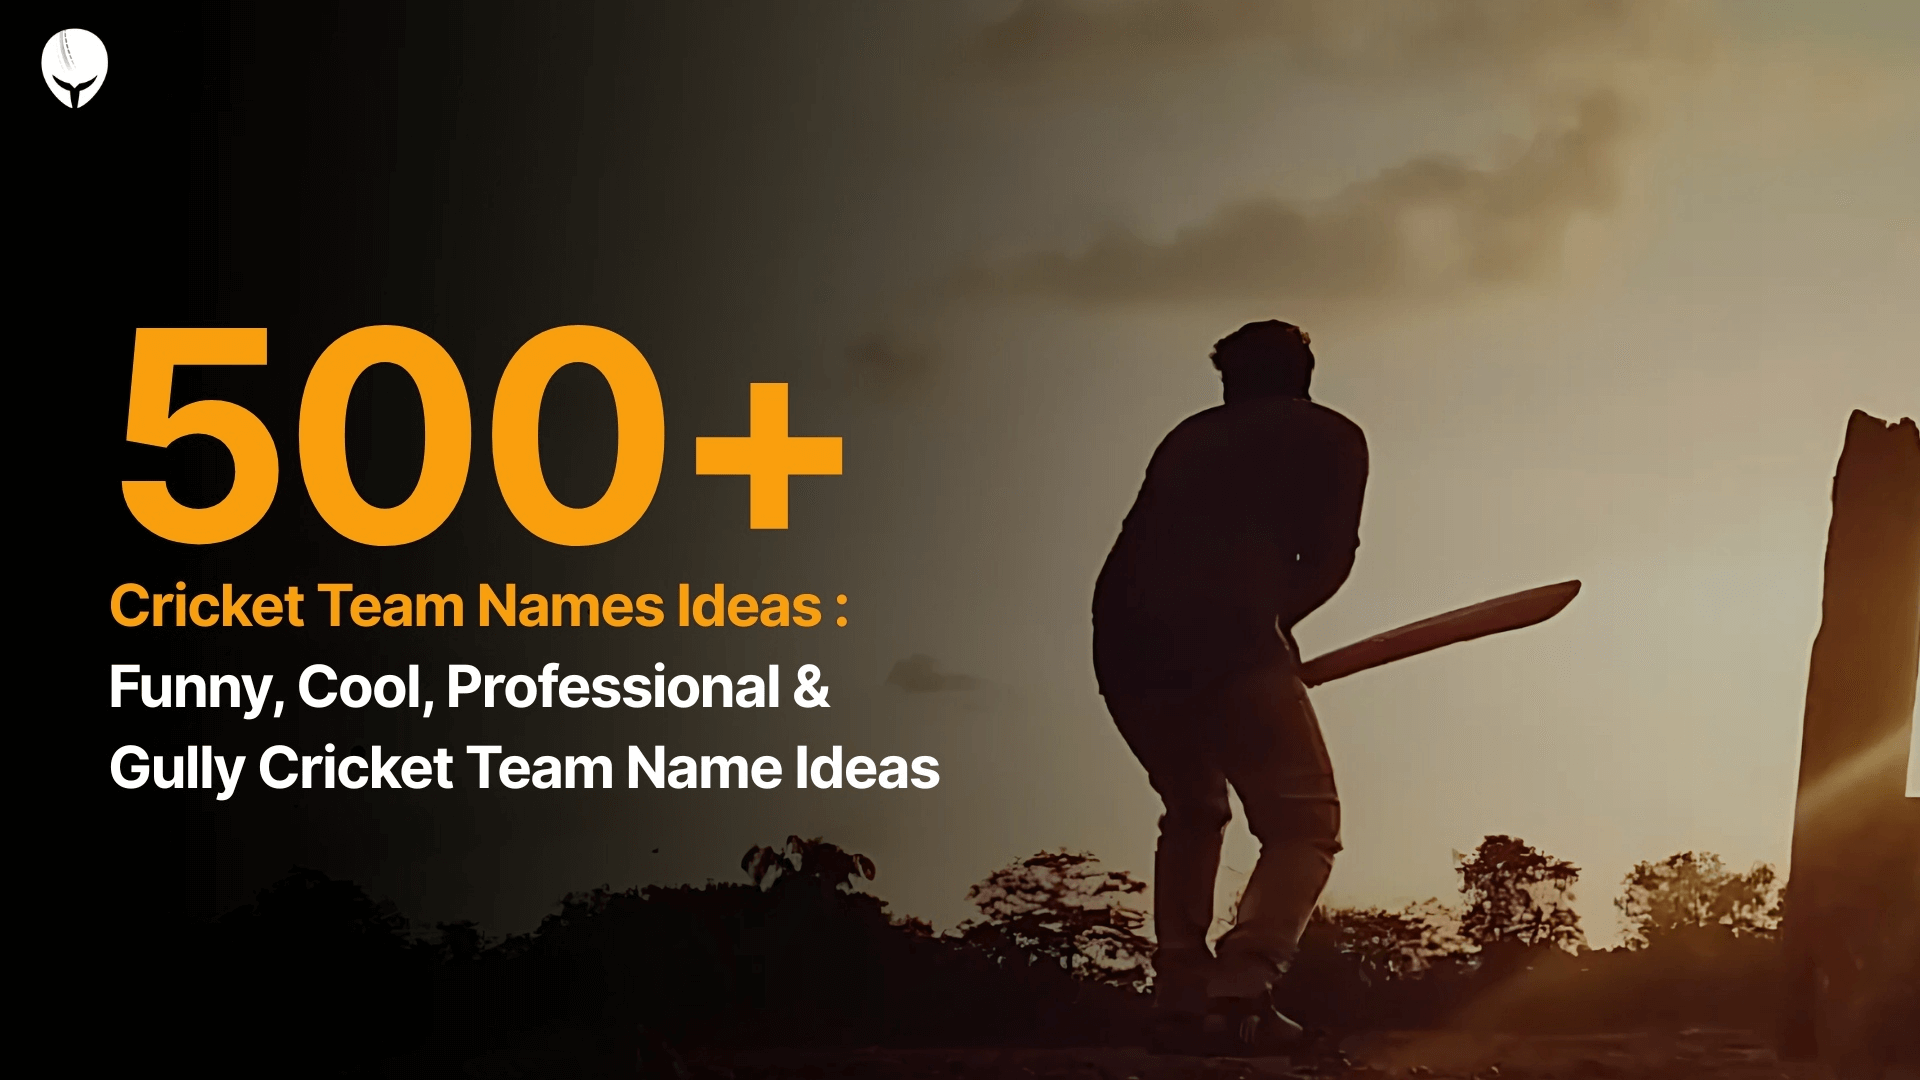 500+
Cricket Team Names Ideas :
Funny, Cool, Professional &
Gully Cricket Team Name Ideas